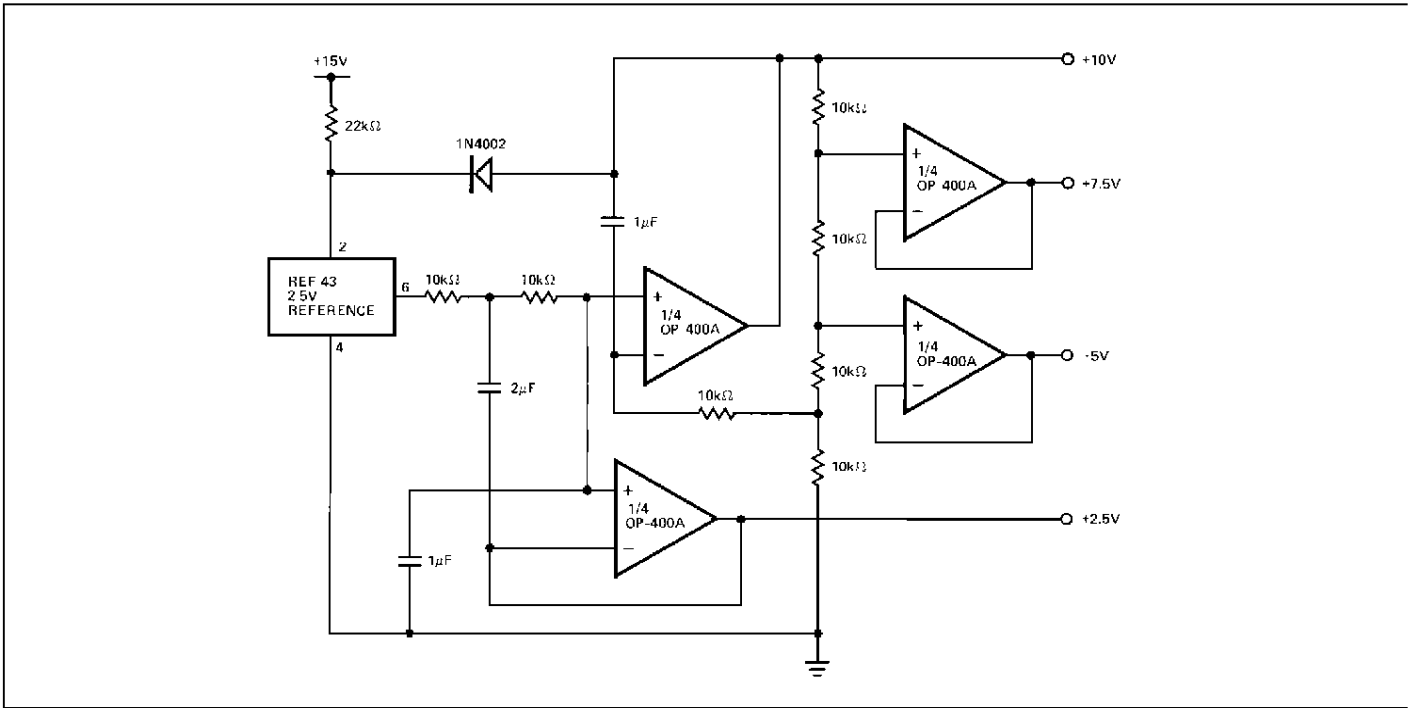 +15V
22kΩ
1N4002
1μF
2
REF 43
2 5V
REFERENCE
6
4
10kΩ
10kΩ
+
1/4
OP 400A
−
2μF
10kΩ
1μF
+
1/4
OP-400A
−
10kΩ
10kΩ
10kΩ
10kΩ
+
1/4
OP 400A
−
+
1/4
OP-400A
−
+10V
+7.5V
-5V
+2.5V